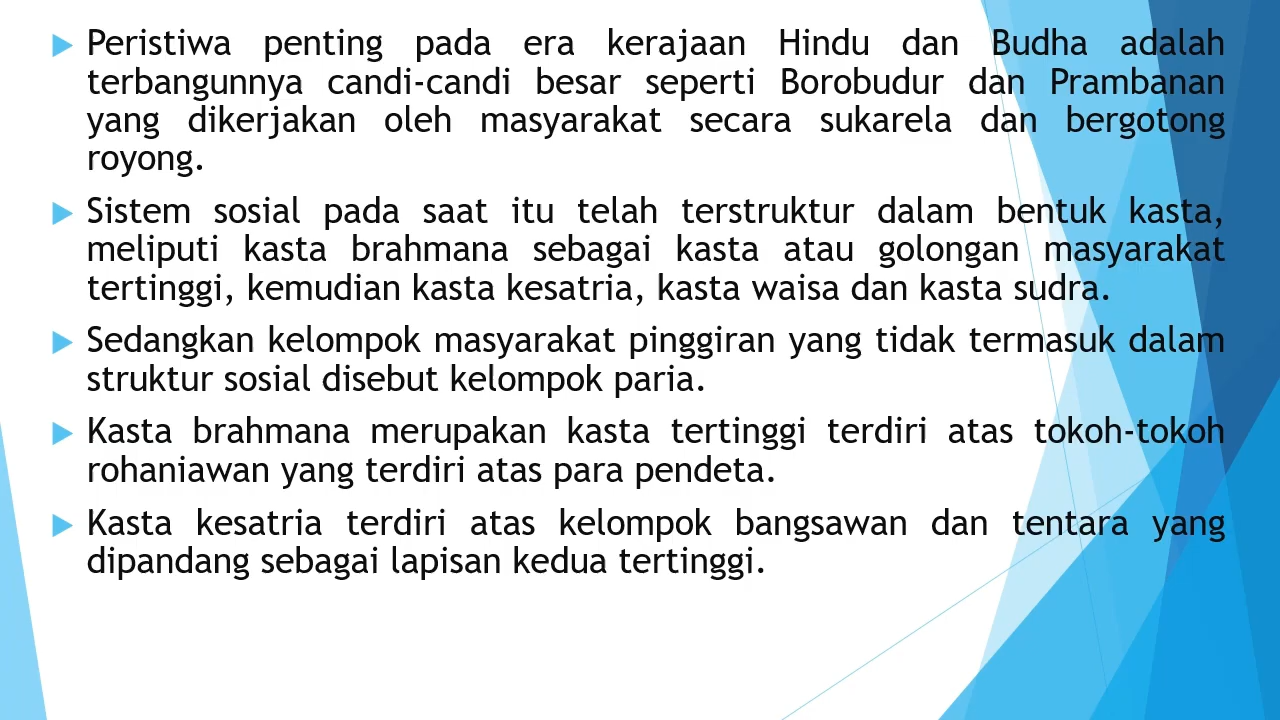 Peristiwa penting pada era kerajaan Hindu dan Budha adalah
terbangunnya candi-candi besar seperti Borobudur dan Prambanan
yang dikerjakan oleh masyarakat secara sukarela dan bergotong
royong.
Sistem sosial pada saat itu telah terstruktur dalam bentuk kasta,
meliputi kasta brahmana sebagai kasta atau golongan masyarakat
tertinggi, kemudian kasta kesatria, kasta waisa dan kasta sudra.
Sedangkan kelompok masyarakat pinggiran yang tidak termasuk dalam
struktur sosial disebut kelompok paria.
Kasta brahmana merupakan kasta tertinggi terdiri atas tokoh-tokoh
rohaniawan yang terdiri atas para pendeta.
Kasta kesatria terdiri atas kelompok bangsawan dan tentara yang
dipandang sebagai lapisan kedua tertinggi.